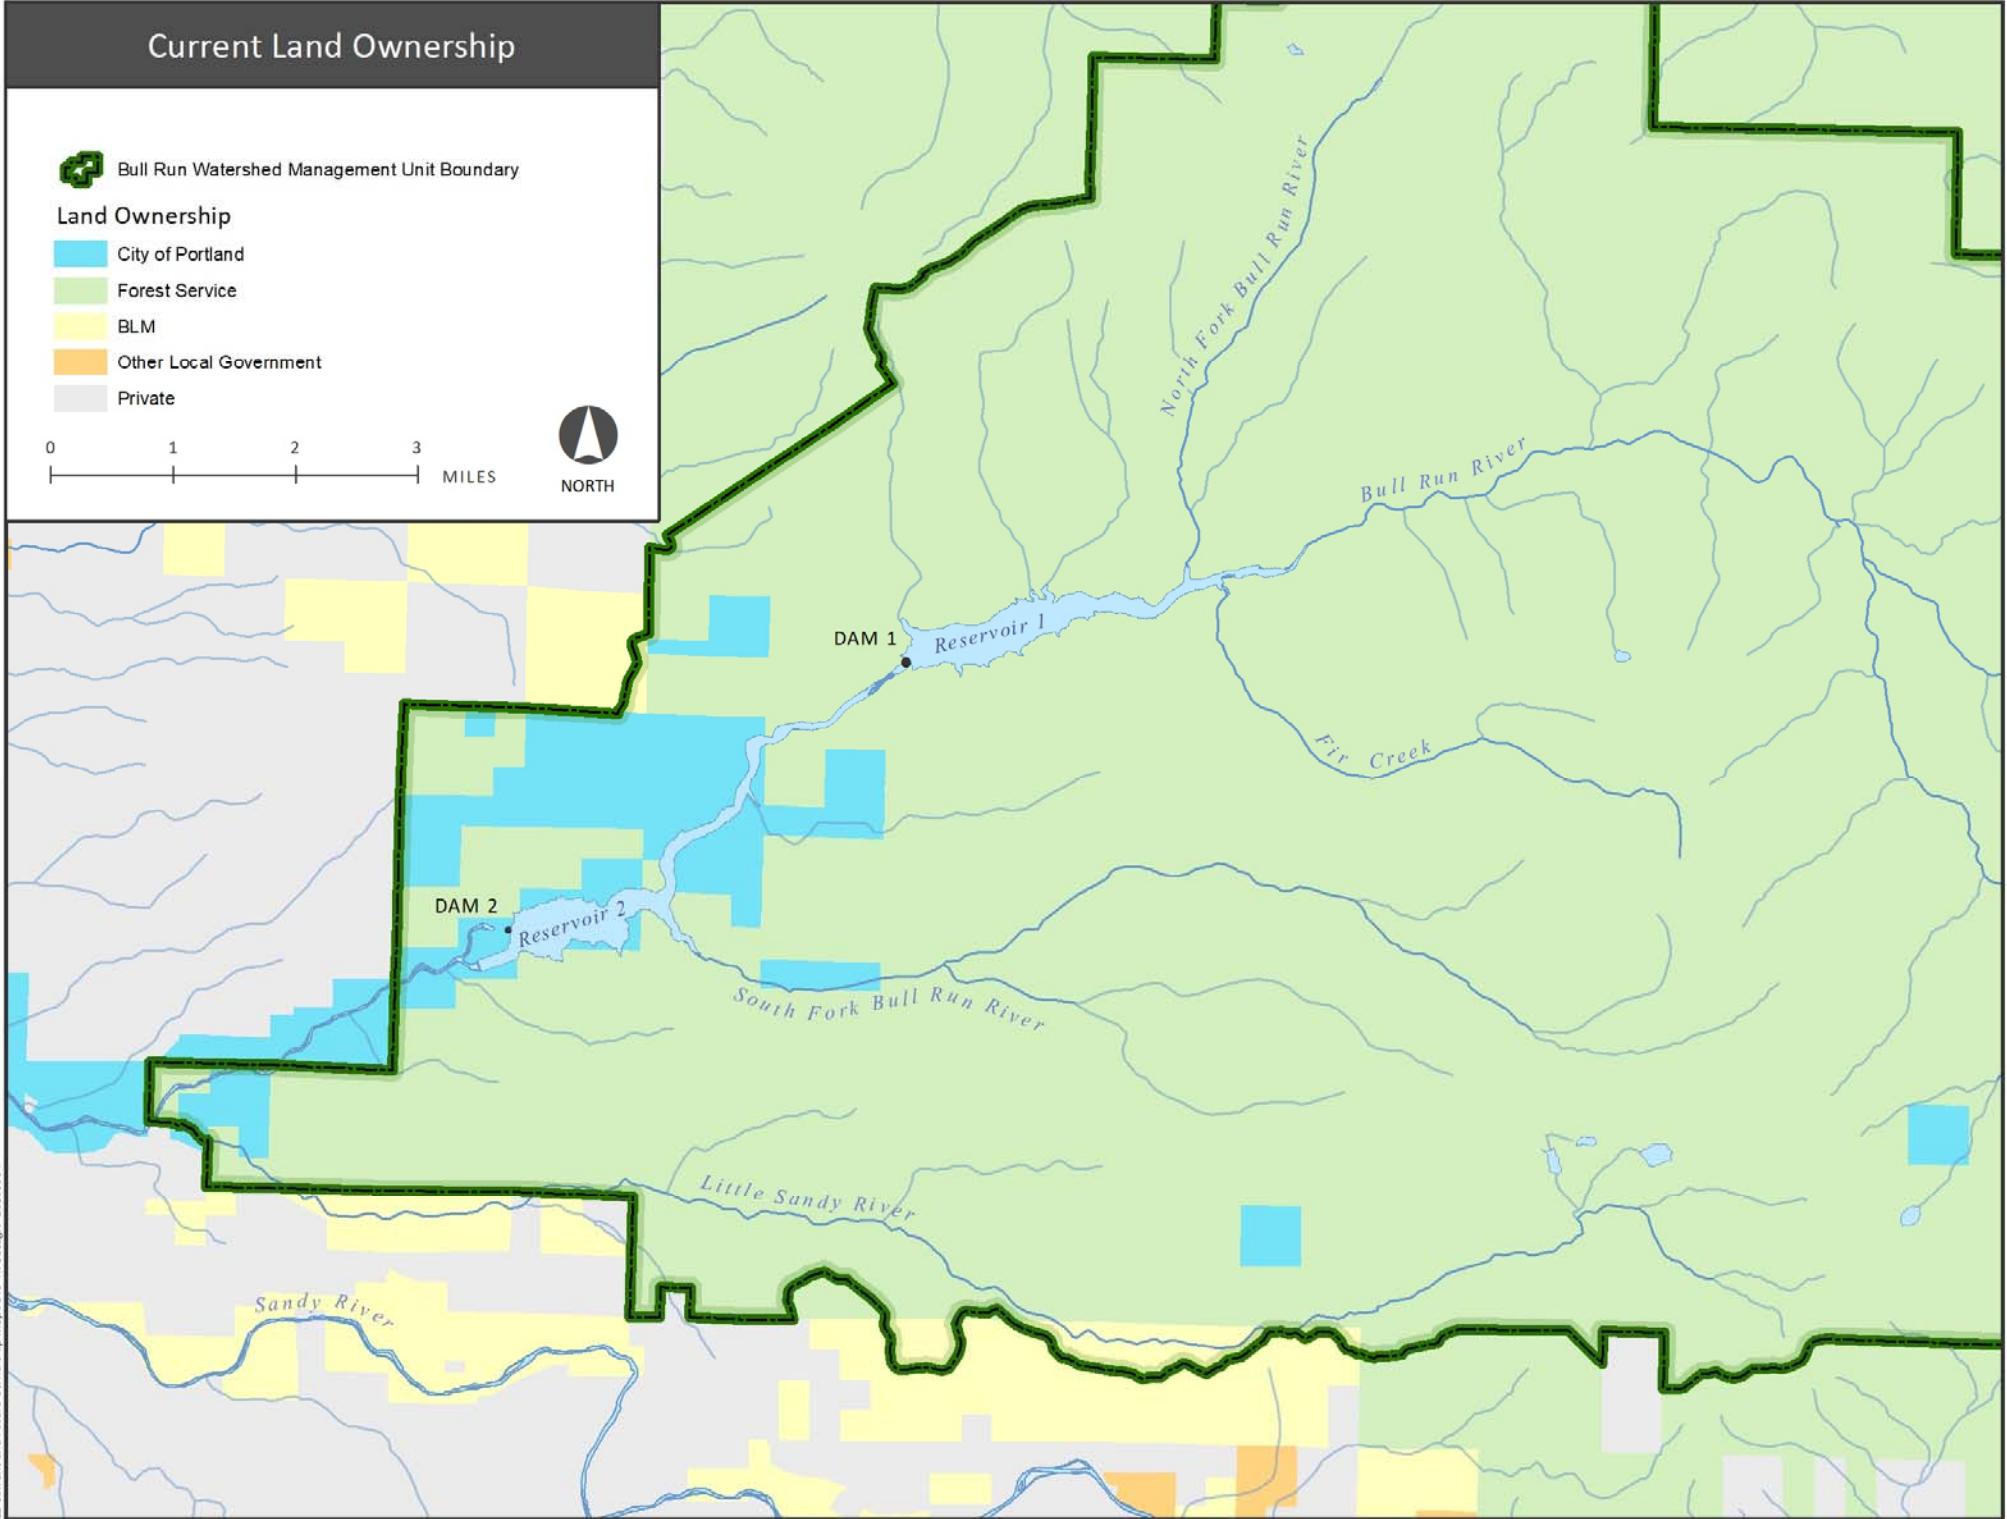 Current Land Ownership
Bull Run Watershed Management Unit Boundary
Land Ownership
City of Portland
Forest Service
BLM
Other Local Government
Private
0 1 2 3 MILES
NORTH
North Fork Bull Run River
Bull Run River
DAM 1
Reservoir 1
Fir Creek
DAM 2
Reservoir 2
South Fork Bull Run River
Little Sandy River
Sandy River